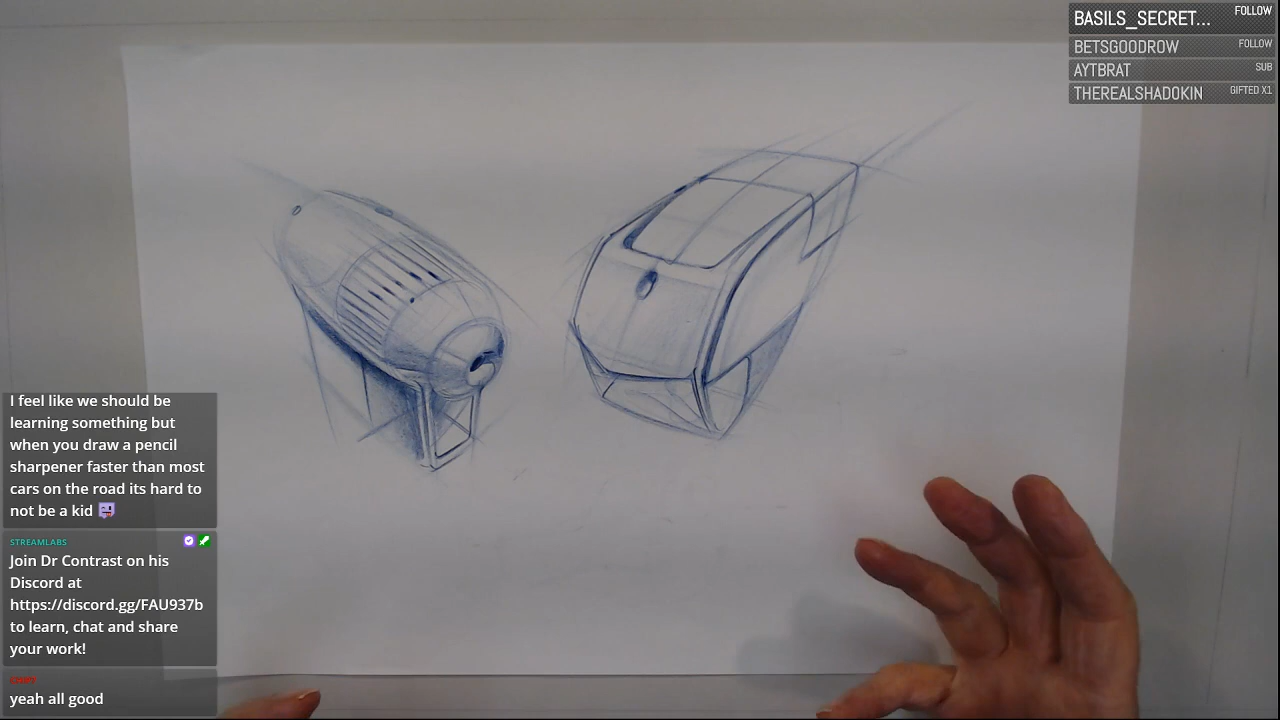 BASILS_SECRET... FOLLOW
BETSGOODROW FOLLOW
AYTBRAT SUB
THEREALSHADOKIN GIFTED X1
I feel like we should be
learning something but
when you draw a pencil
sharpener faster than most
cars on the road its hard to
not be a kid
STREAMLABS
Join Dr Contrast on his
Discord at
https://discord.gg/FAU937b
to learn, chat and share
your work!
yeah all good